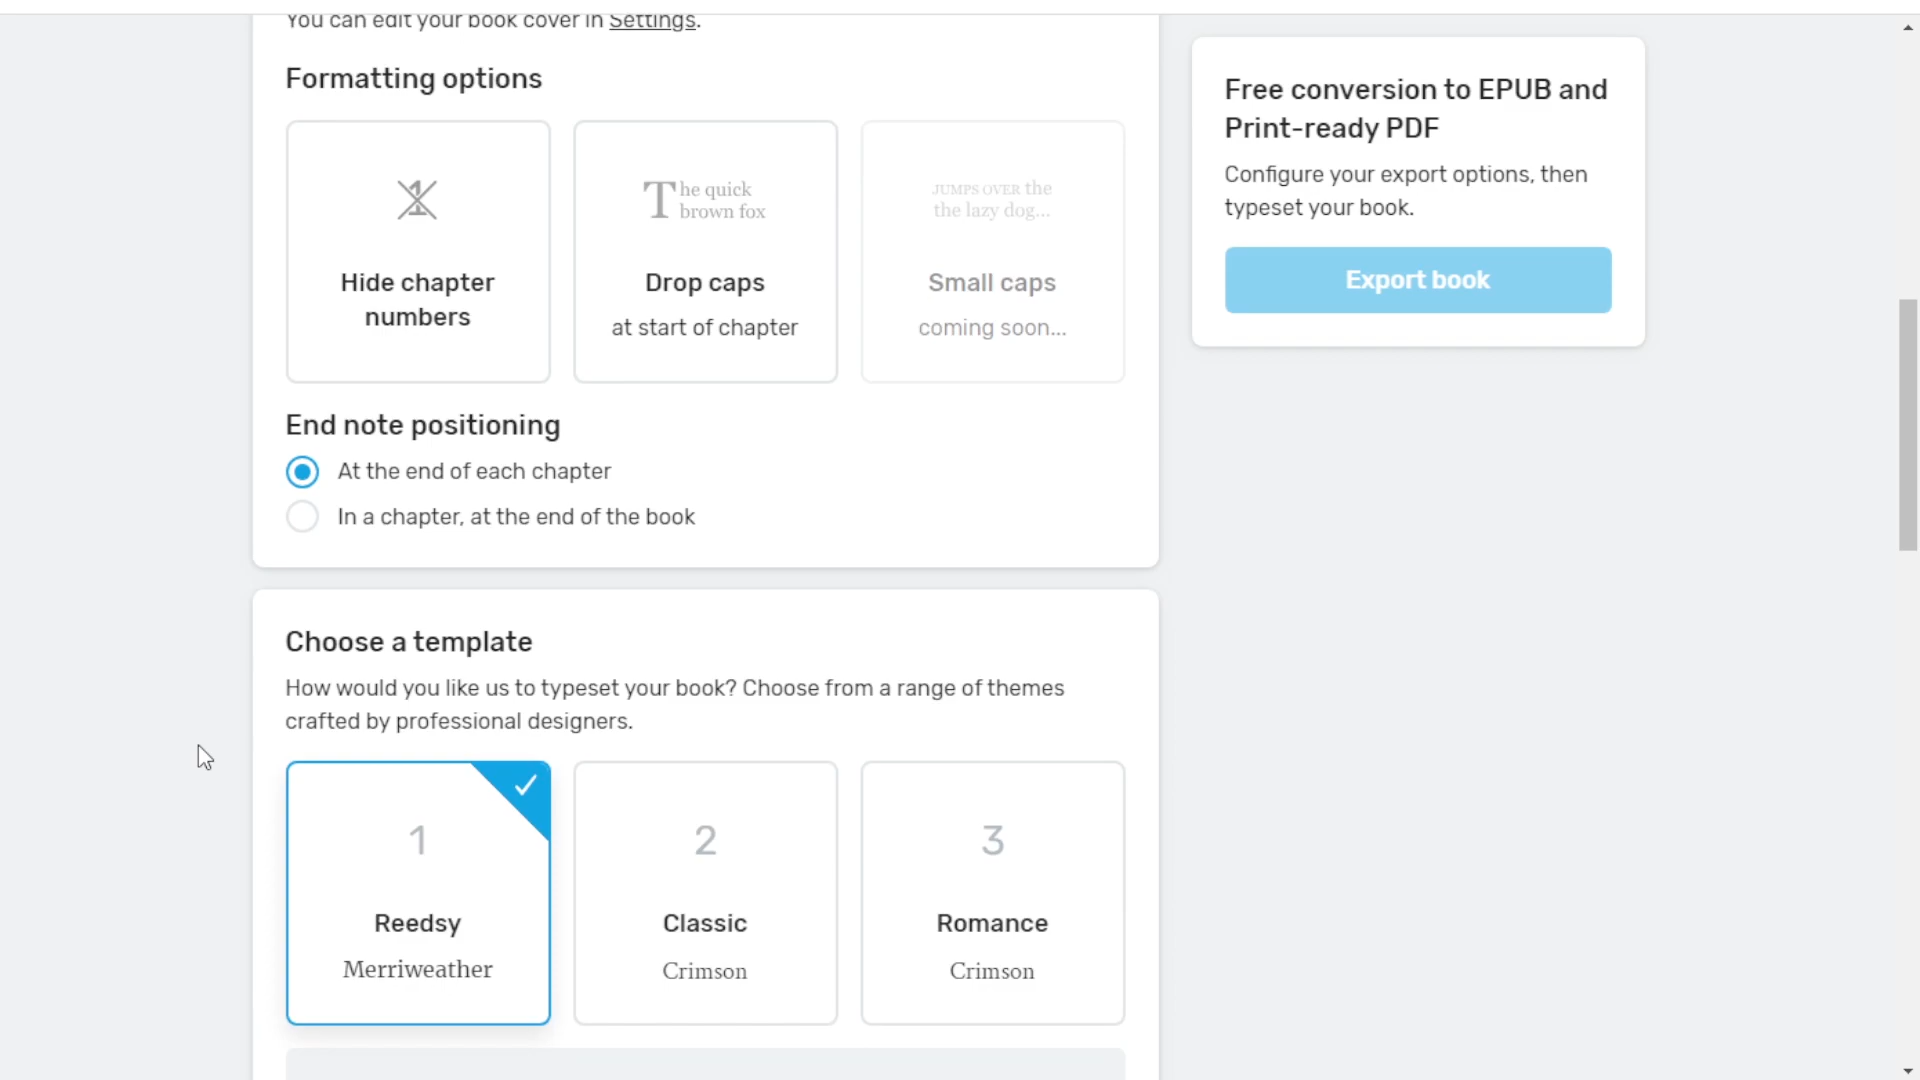 You can edit your book cover in Settings.
Formatting options
Hide chapter
numbers
The quick
brown fox
Drop caps
at start of chapter
JUMPS OVER the
the lazy dog...
Small caps
coming soon...
End note positioning
At the end of each chapter
In a chapter, at the end of the book
Choose a template
How would you like us to typeset your book? Choose from a range of themes
crafted by professional designers.
1
Reedsy
Merriweather
2
Classic
Crimson
3
Romance
Crimson
Free conversion to EPUB and
Print-ready PDF
Configure your export options, then
typeset your book.
Export book